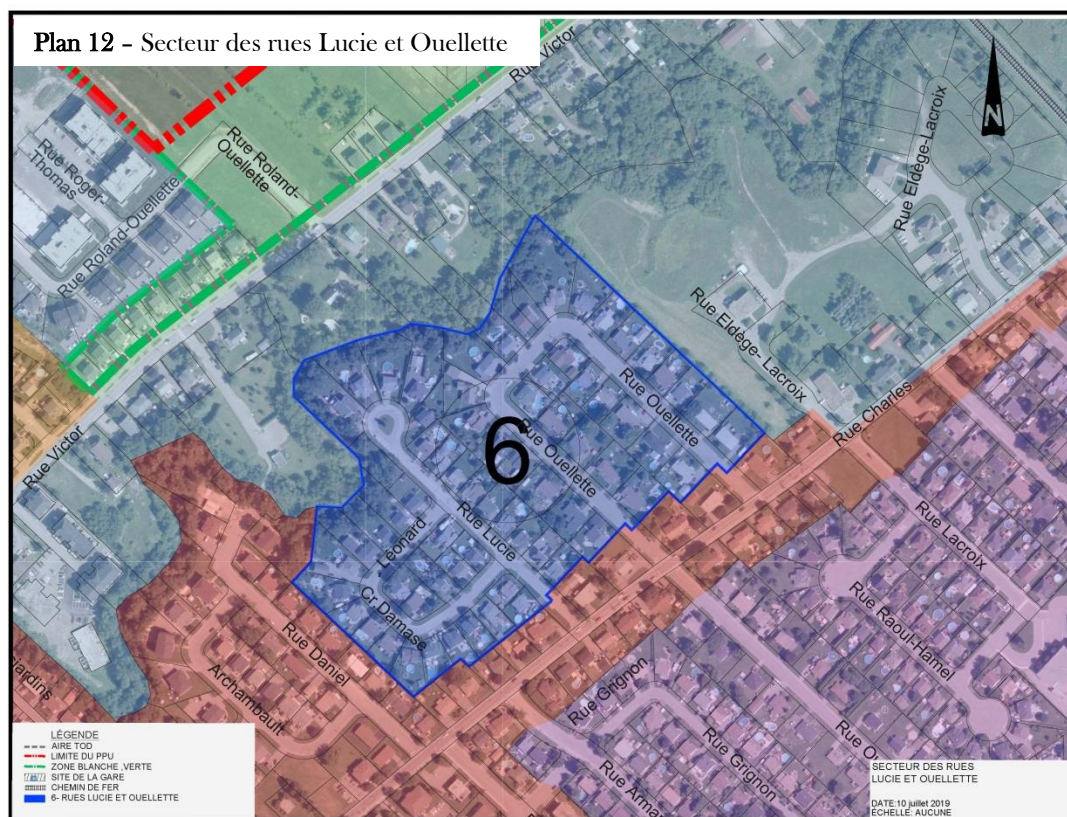 Plan 12 – Secteur des rues Lucie et Ouellette
Rue Victor
N
Rue Roger-
Thomas
Rue Roland-
Ouellette
Rue Roland-Ouellette
Rue Eldège-Lacroix
Rue Eldège- Lacroix
Rue Charles
Rue Ouellette
Rue Ouellette
6
Rue Victor
Rue Lucie
Léonard
Cr.Damase
Rue Lacroix
Rue Raoul-Hamel
Rue Daniel
Archambault
Rue Grignon
Rue Grignon
LÉGENDE
AIRE TOD
LIMITE DU PPU
ZONE BLANCHE ,VERTE
SITE DE LA GARE
CHEMIN DE FER
6- RUES LUCIE ET OUELLETTE
SECTEUR DES RUES
LUCIE ET OUELLETTE
DATE:10 juillet 2019
ÉCHELLE: AUCUNE